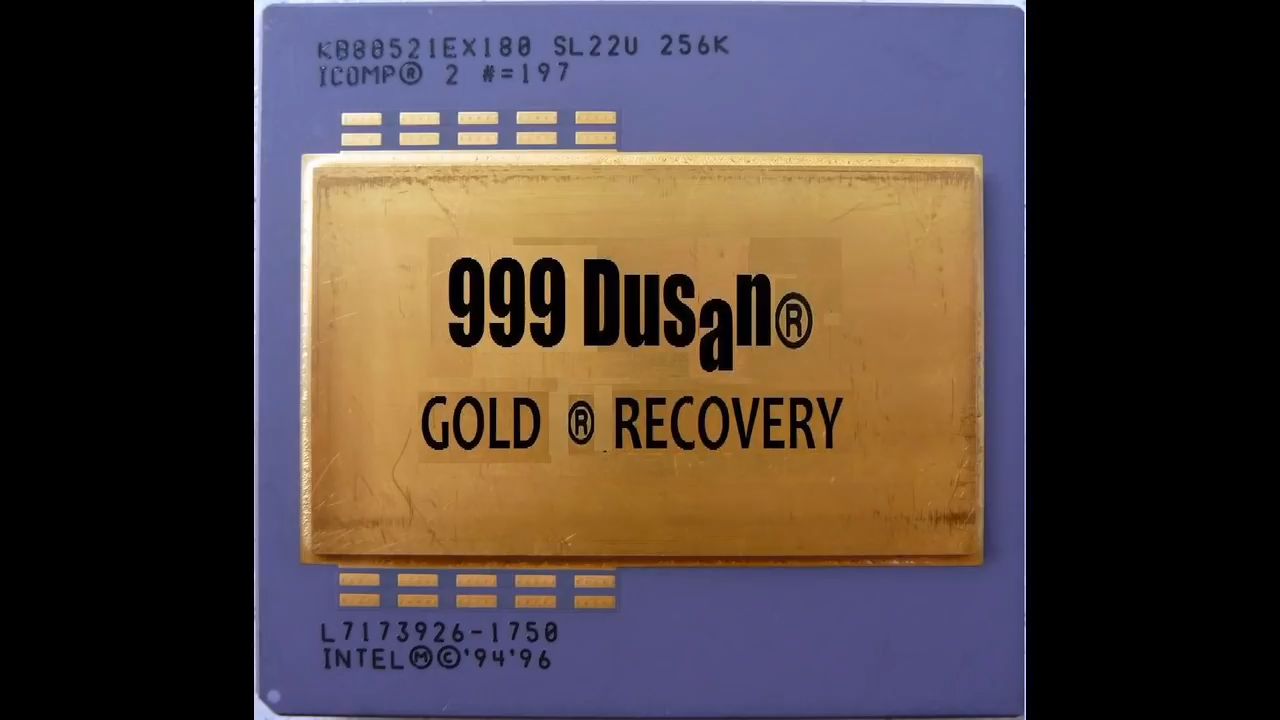 KB80521EX180 SL22U 256K
ICOMP® 2 #=197
999 Dusan®
GOLD ® RECOVERY
L7173926-1750
INTEL Ⓜ©'94'96